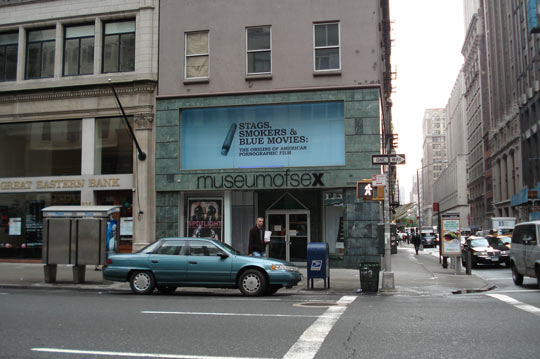 STAGS,
SMOKERS &
BLUE MOVIES:
THE ORIGINS OF AMERICAN
PORNOGRAPHIC FILM
museumofsex
GREAT EASTERN BANK